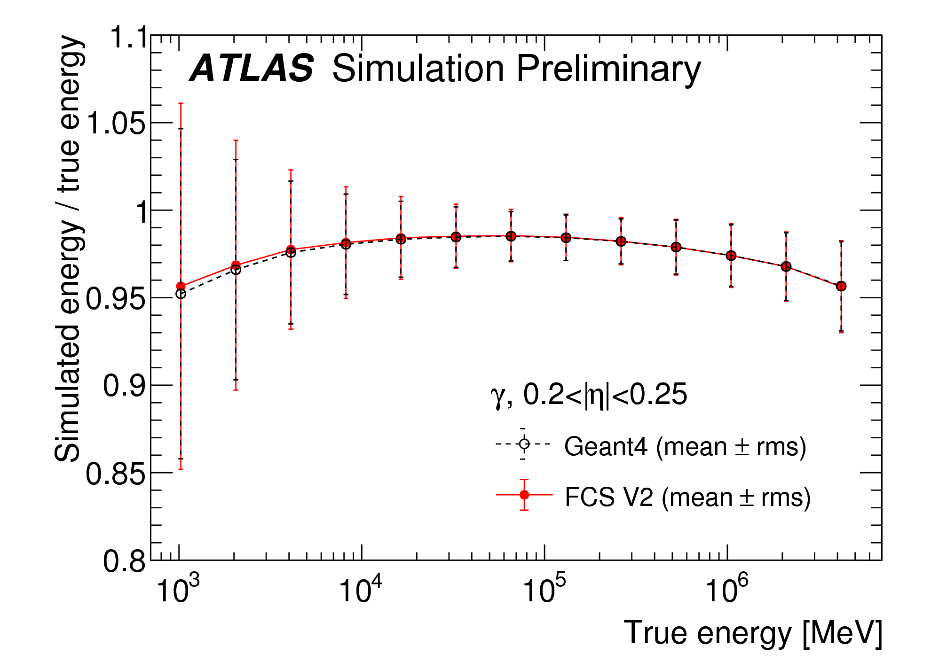 ATLAS Simulation Preliminary
Simulated energy / true energy
1.1
1.05
1
0.95
0.9
0.85
0.8
γ, 0.2<|η|<0.25
Geant4 (mean ± rms)
FCS V2 (mean ± rms)
10³ 10⁴ 10⁵ 10⁶
True energy [MeV]